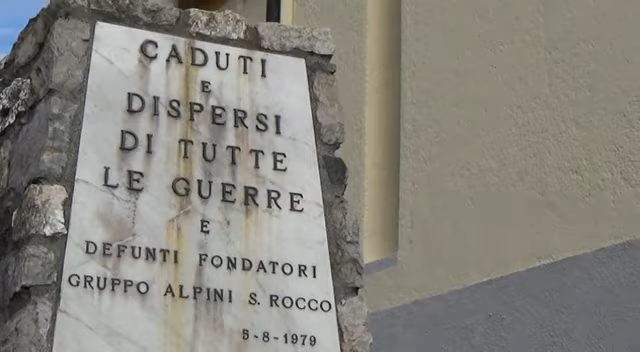 CADUTI
E
DISPERSI
DI TUTTE
LE GUERRE
E
DEFUNTI FONDATORI
GRUPPO ALPINI S. ROCCO
5-8-1979